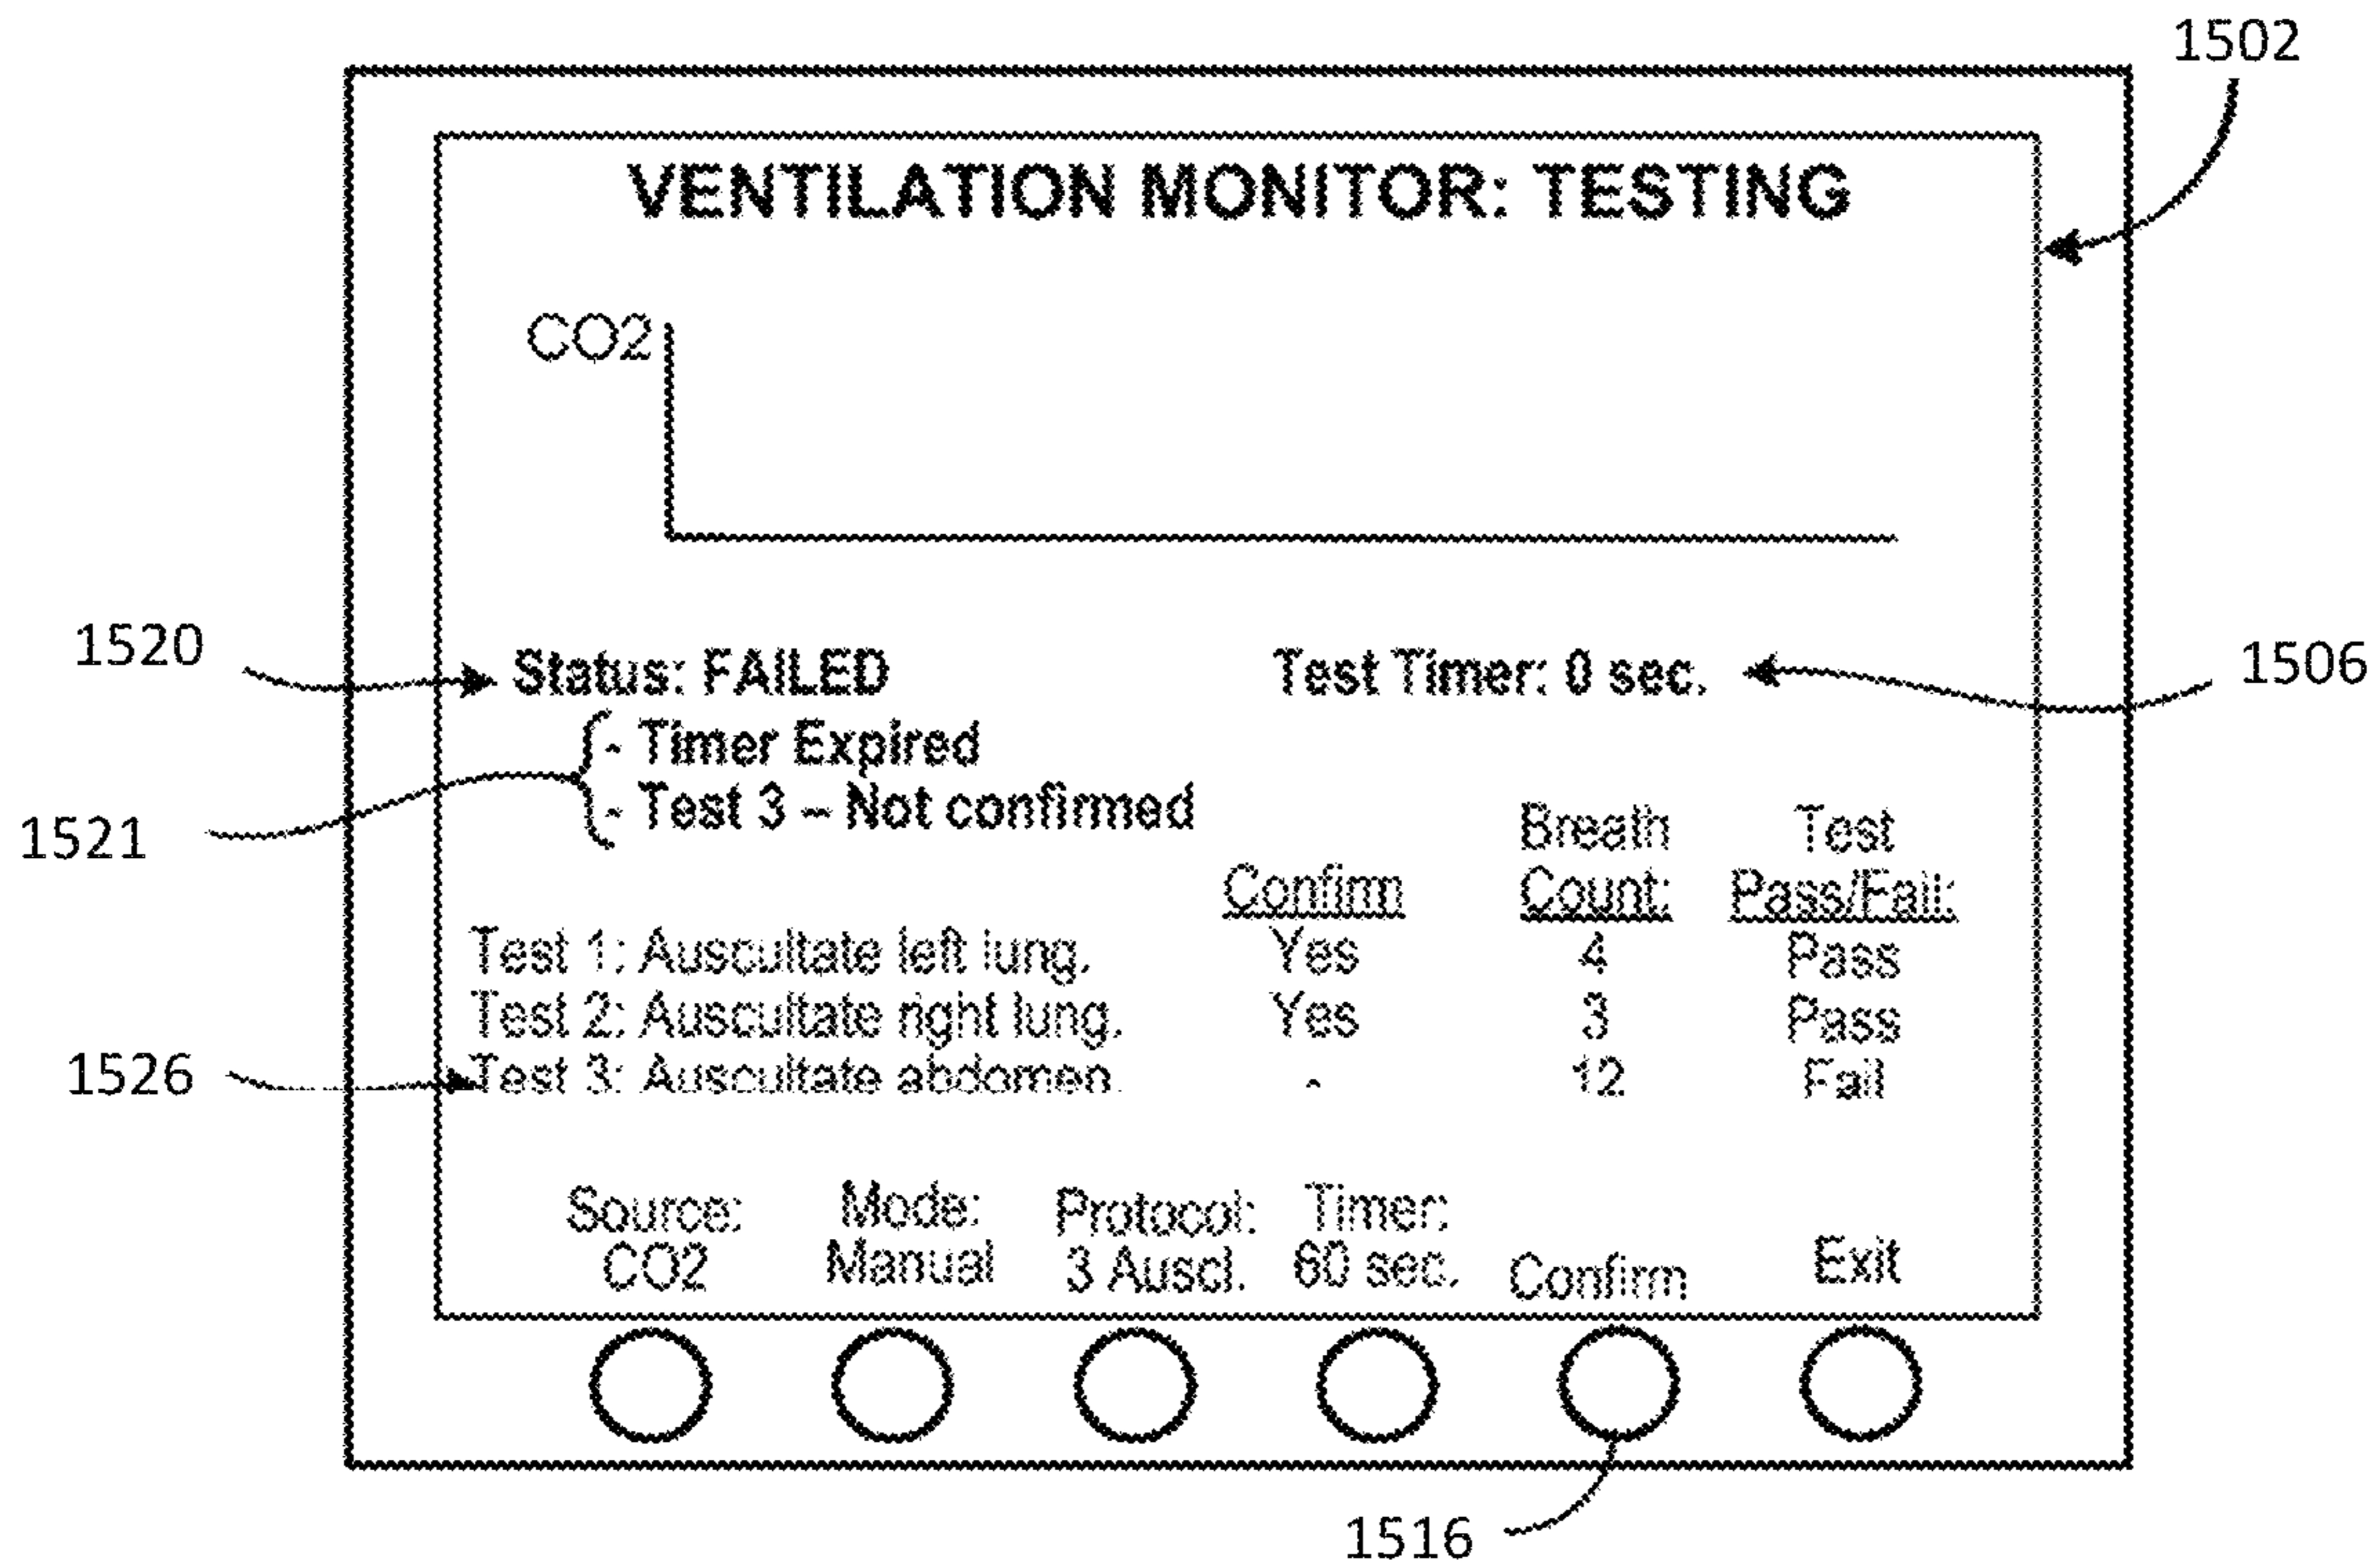 1502
VENTILATION MONITOR: TESTING
CO2
1520
Status: FAILED
Test Timer: 0 sec.
1506
- Timer Expired
- Test 3 – Not confirmed
1521
Confirm
Breath Count:
Test Pass/Fail:
Test 1: Auscultate left lung. Yes 4 Pass
Test 2: Auscultate right lung. Yes 3 Pass
1526
Test 3: Auscultate abdomen. - 12 Fail
Source: CO2
Mode: Manual
Protocol: 3 Auscl.
Timer: 60 sec.
Confirm
Exit
1516